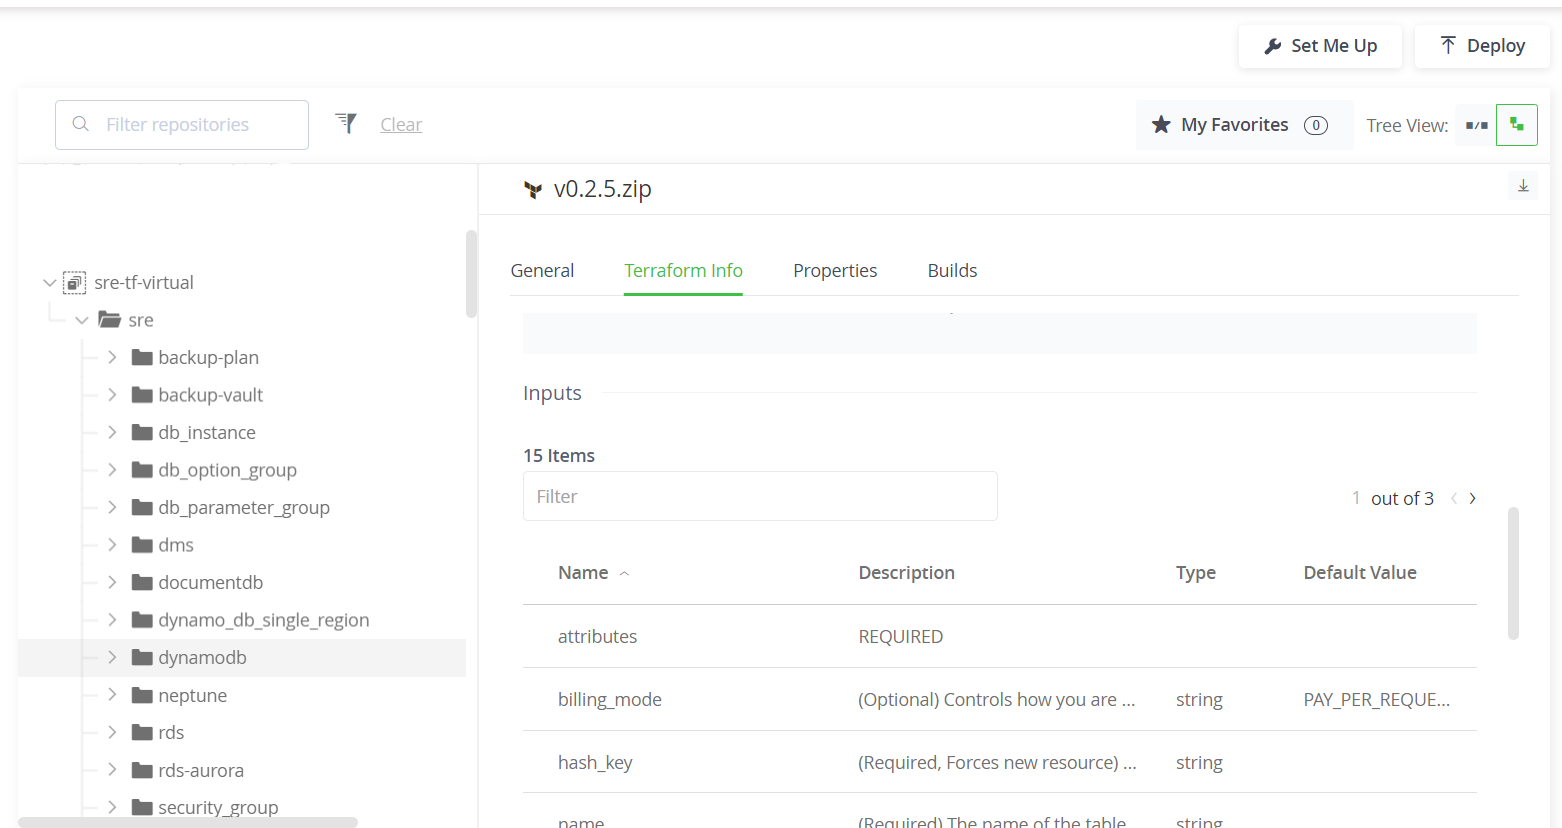 Set Me Up
Deploy
Filter repositories
Clear
My Favorites 0
Tree View:
sre-tf-virtual
sre
backup-plan
backup-vault
db_instance
db_option_group
db_parameter_group
dms
documentdb
dynamo_db_single_region
dynamodb
neptune
rds
rds-aurora
security_group
v0.2.5.zip
General Terraform Info Properties Builds
Inputs
15 Items
Filter
1 out of 3
Name Description Type Default Value
attributes REQUIRED
billing_mode (Optional) Controls how you are ... string PAY_PER_REQUE...
hash_key (Required, Forces new resource) ... string
name (Required) The name of the table string